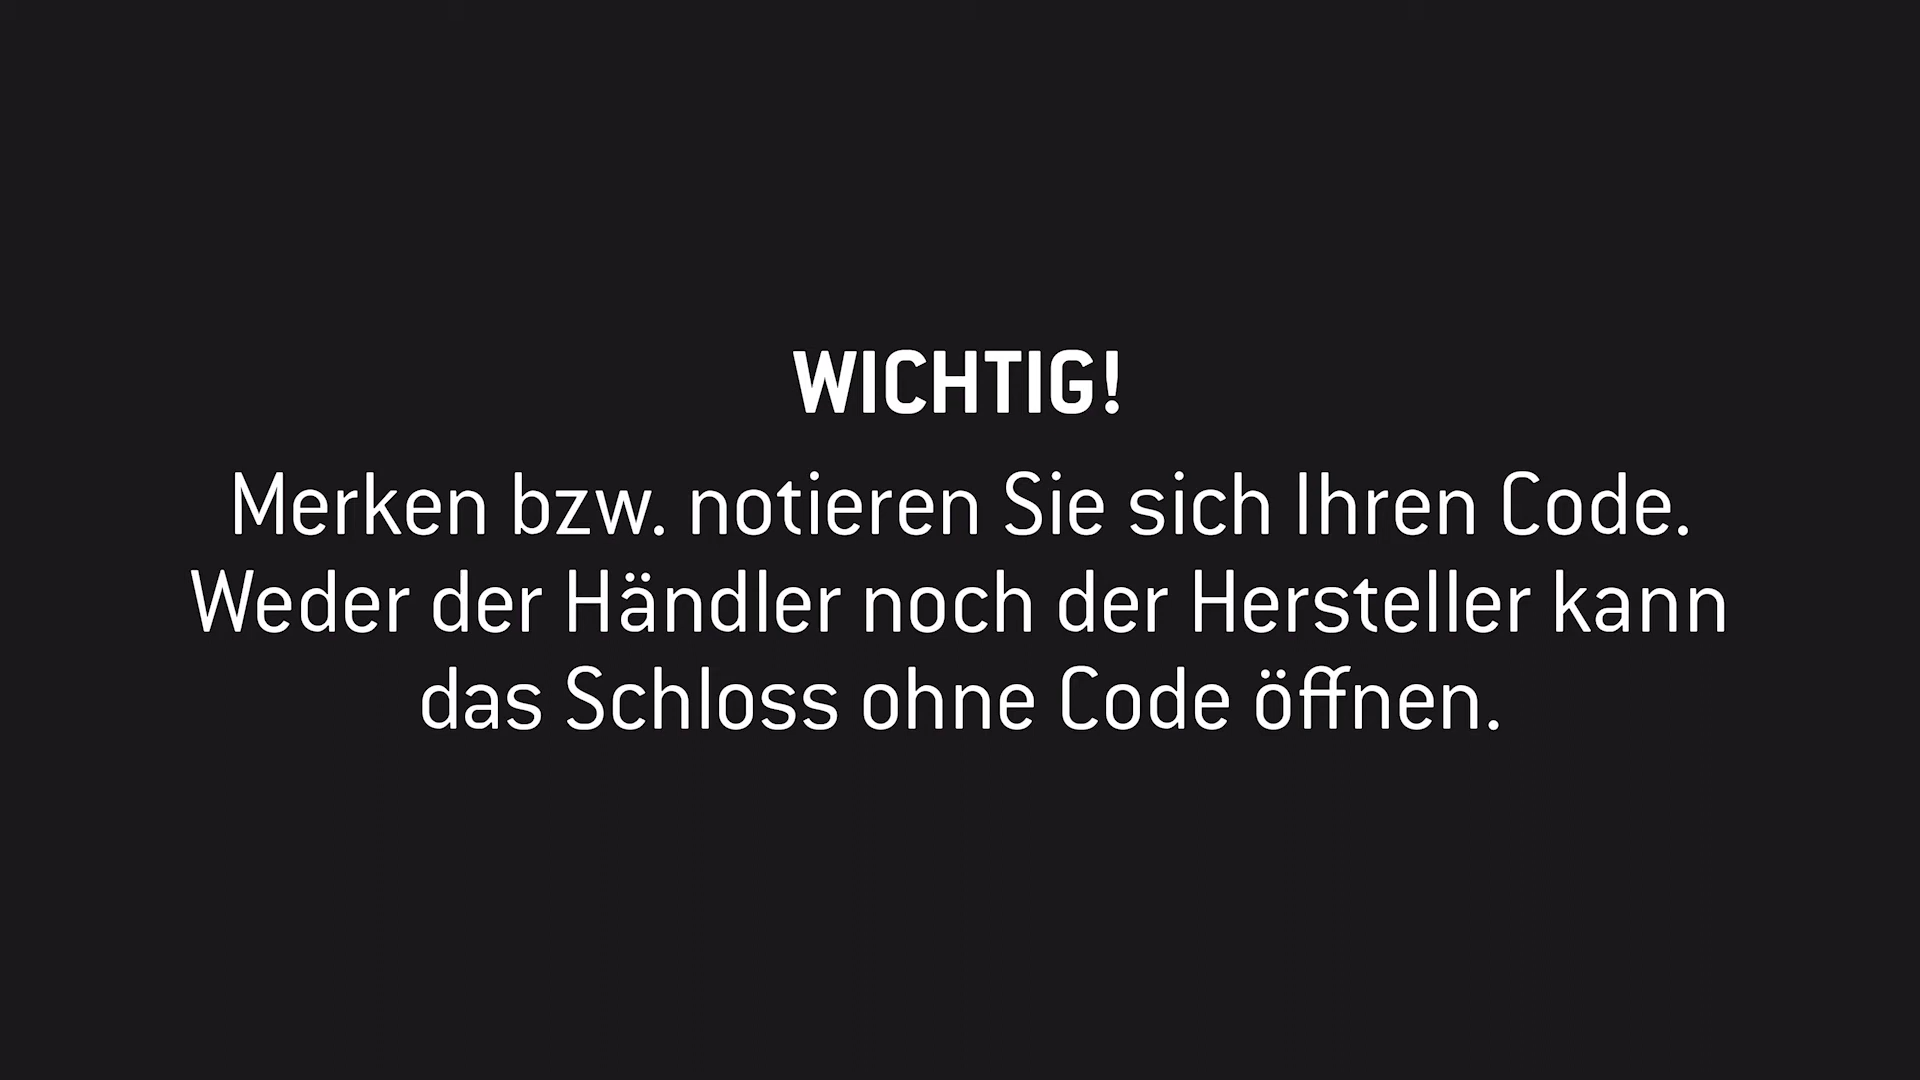 WICHTIG!
Merken bzw. notieren Sie sich Ihren Code.
Weder der Händler noch der Hersteller kann
das Schloss ohne Code öffnen.